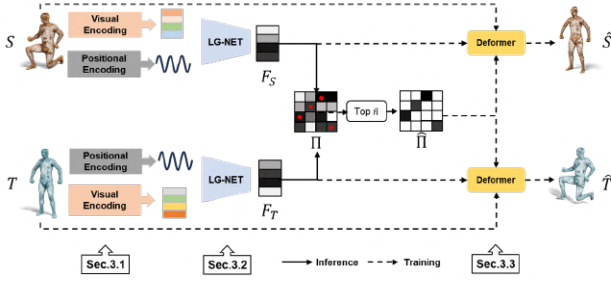 S
Visual
Encoding
Positional
Encoding
LG-NET
F_S
Deformer
Ŝ
Π
Top n̂
Π̂
T
Positional
Encoding
Visual
Encoding
LG-NET
F_T
Deformer
T̂
Sec.3.1
Sec.3.2
Inference
Training
Sec.3.3